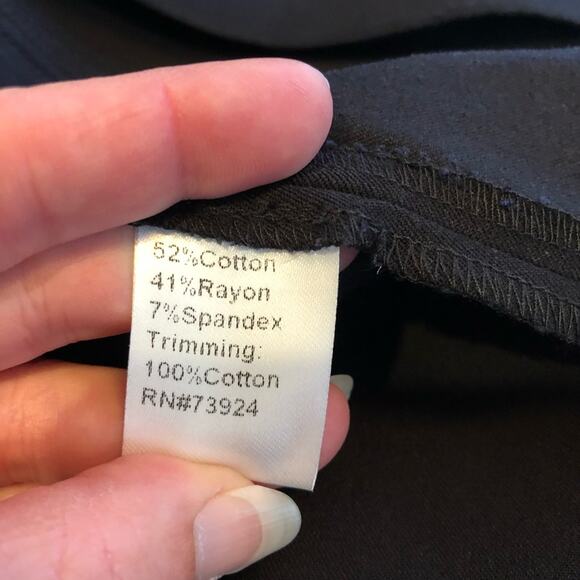 52%Cotton
41%Rayon
7%Spandex
Trimming:
100%Cotton
RN#73924